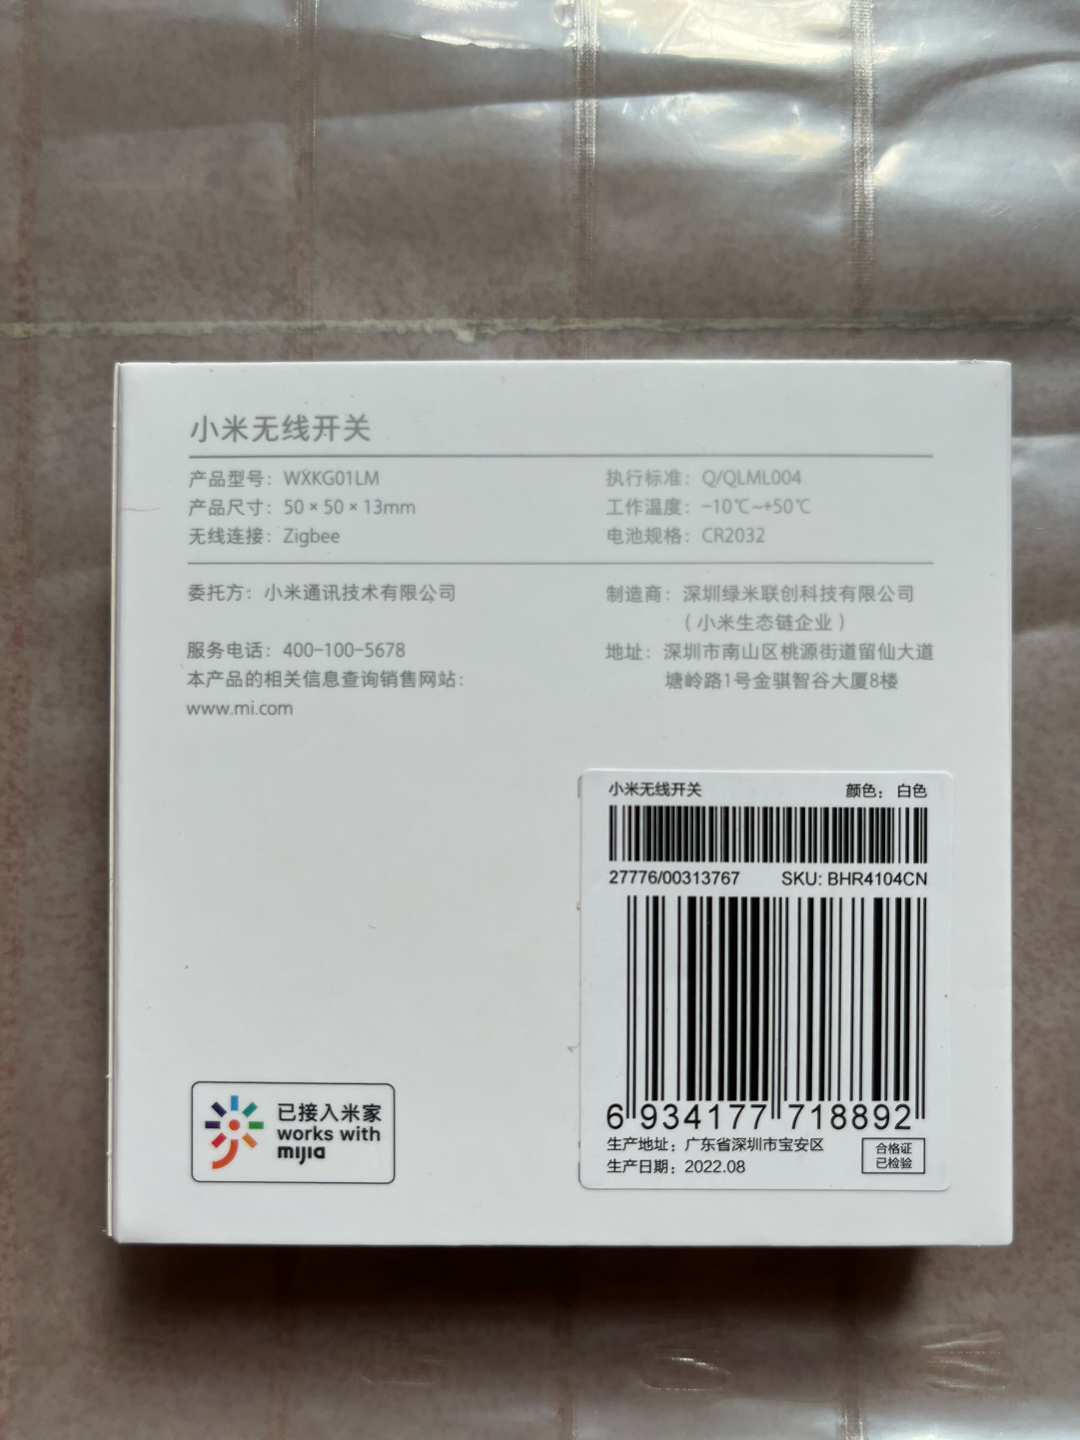 小米无线开关
产品型号：WXKG01LM
产品尺寸：50×50×13mm
无线连接：Zigbee
执行标准：Q/QLML004
工作温度：-10℃~+50℃
电池规格：CR2032
委托方：小米通讯技术有限公司
服务电话：400-100-5678
本产品的相关信息查询销售网站：
www.mi.com
制造商：深圳绿米联创科技有限公司
（小米生态链企业）
地址：深圳市南山区桃源街道留仙大道
塘岭路1号金骐智谷大厦8楼
小米无线开关 颜色：白色
27776/00313767 SKU: BHR4104CN
6 934177 718892
生产地址：广东省深圳市宝安区
生产日期：2022.08
合格证
已检验
已接入米家
works with
mijia